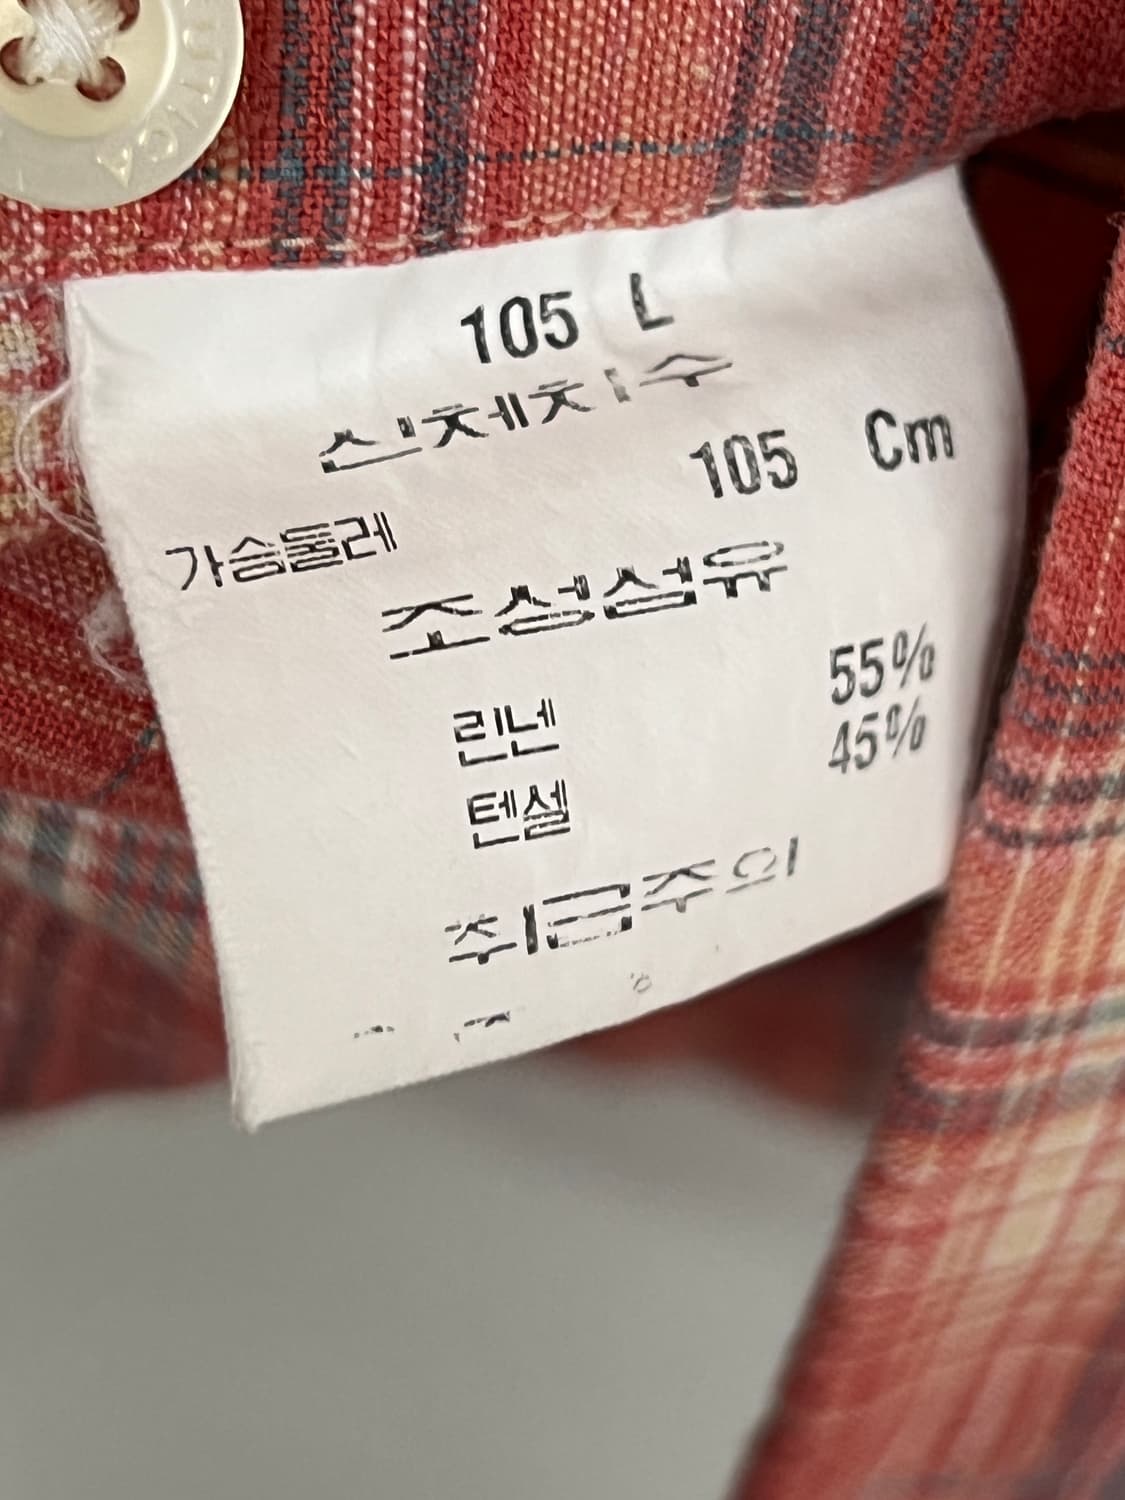 105 L
신체치수
105 Cm
가슴둘레
조성섬유
린넨 55%
텐셀 45%
취급주의